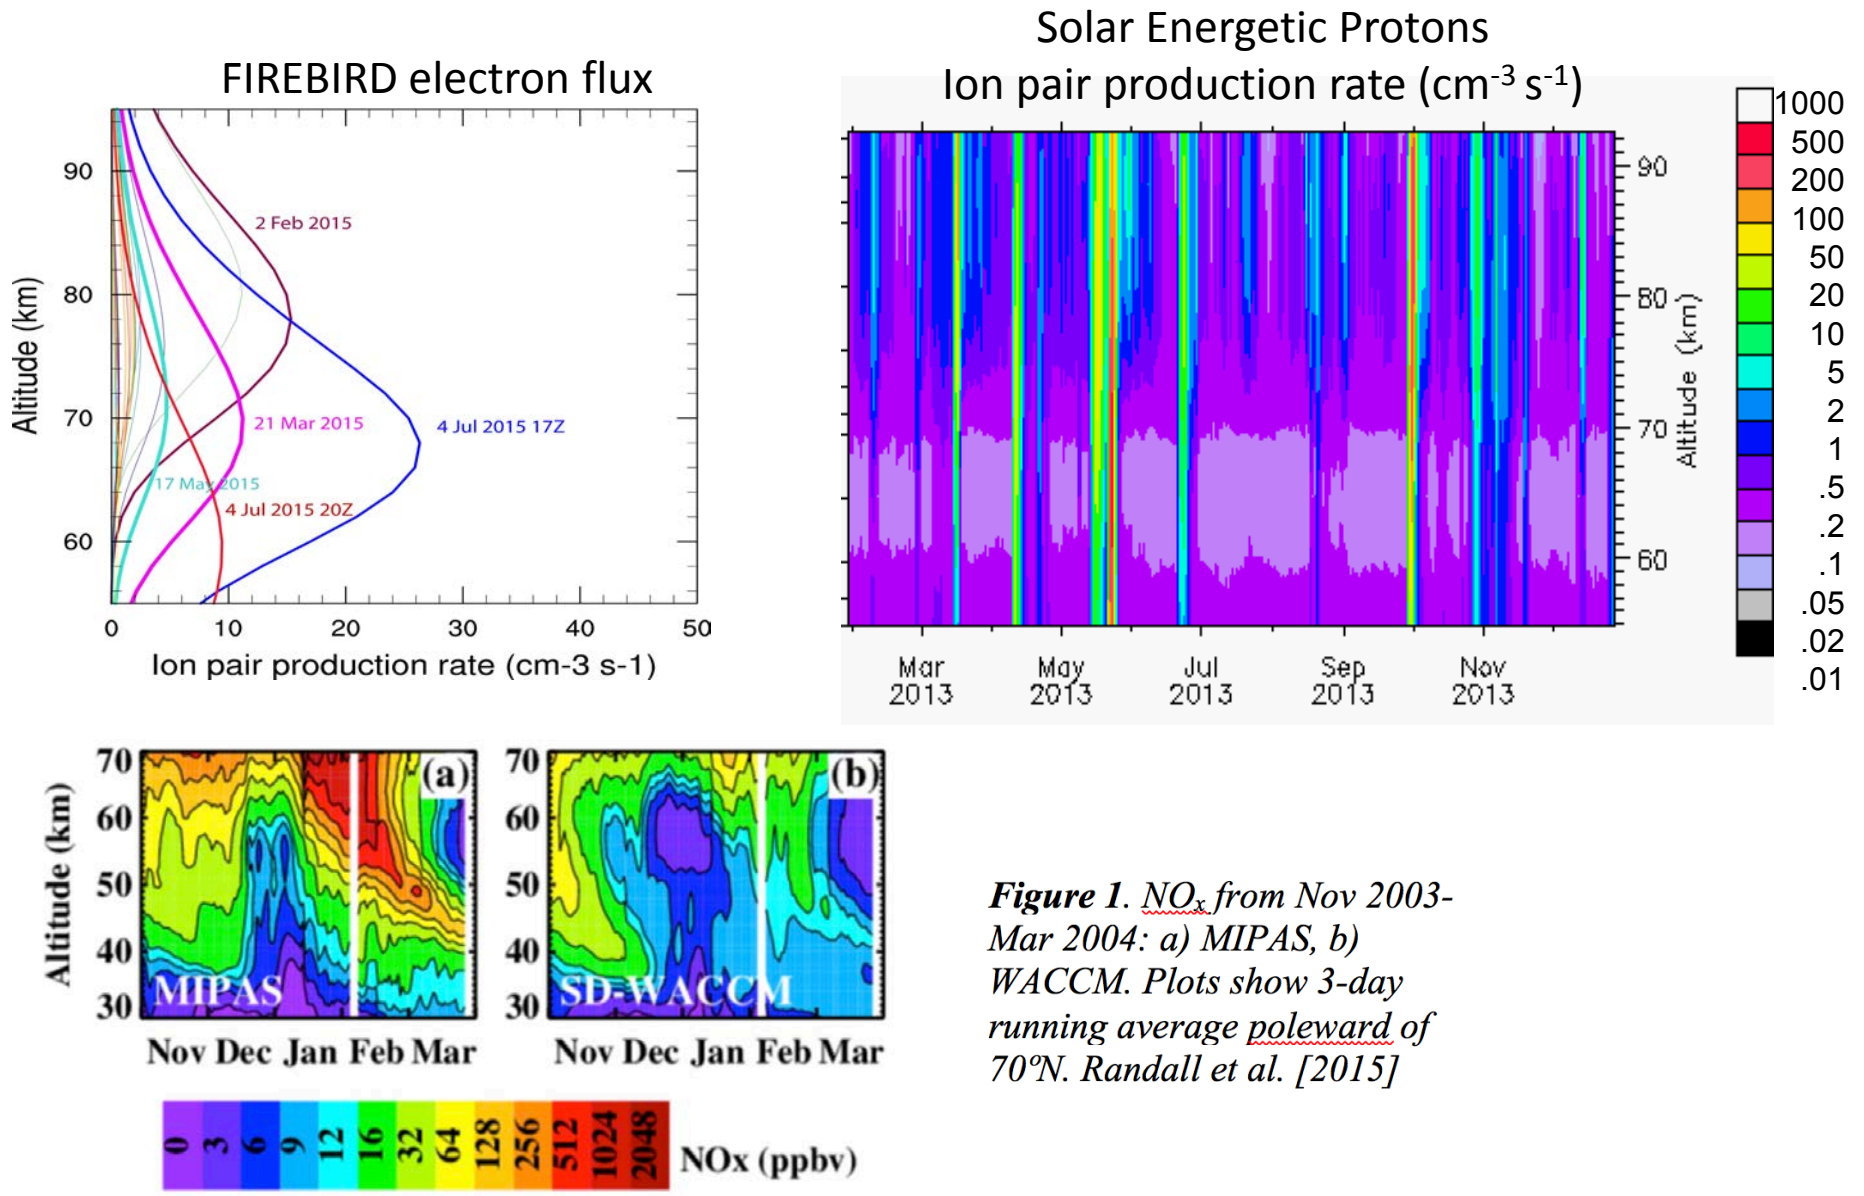 FIREBIRD electron flux
90
80
70
60
Altitude (km)
2 Feb 2015
21 Mar 2015
4 Jul 2015 17Z
17 May 2015
4 Jul 2015 20Z
0 10 20 30 40 50
Ion pair production rate (cm-3 s-1)
Solar Energetic Protons
Ion pair production rate (cm-3 s-1)
90
80
70
60
Altitude (km)
Mar May Jul Sep Nov
2013 2013 2013 2013 2013
1000
500
200
100
50
20
10
5
2
1
.5
.2
.1
.05
.02
.01
70
60
50
40
30
Altitude (km)
(a)
MIPAS
Nov Dec Jan Feb Mar
70
60
50
40
30
(b)
SD-WACCM
Nov Dec Jan Feb Mar
0 3 6 9 12 16 32 64 128 256 512 1024 2048
NOx (ppbv)
Figure 1. NOx from Nov 2003-
Mar 2004: a) MIPAS, b)
WACCM. Plots show 3-day
running average poleward of
70°N. Randall et al. [2015]